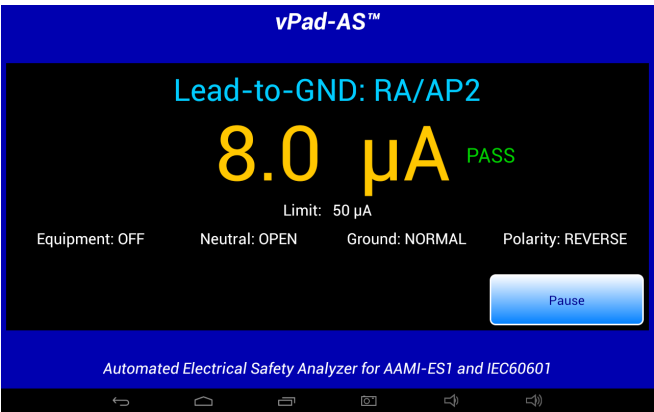 vPad-AS™
Lead-to-GND: RA/AP2
8.0 µA PASS
Limit: 50 µA
Equipment: OFF Neutral: OPEN Ground: NORMAL Polarity: REVERSE
Pause
Automated Electrical Safety Analyzer for AAMI-ES1 and IEC60601